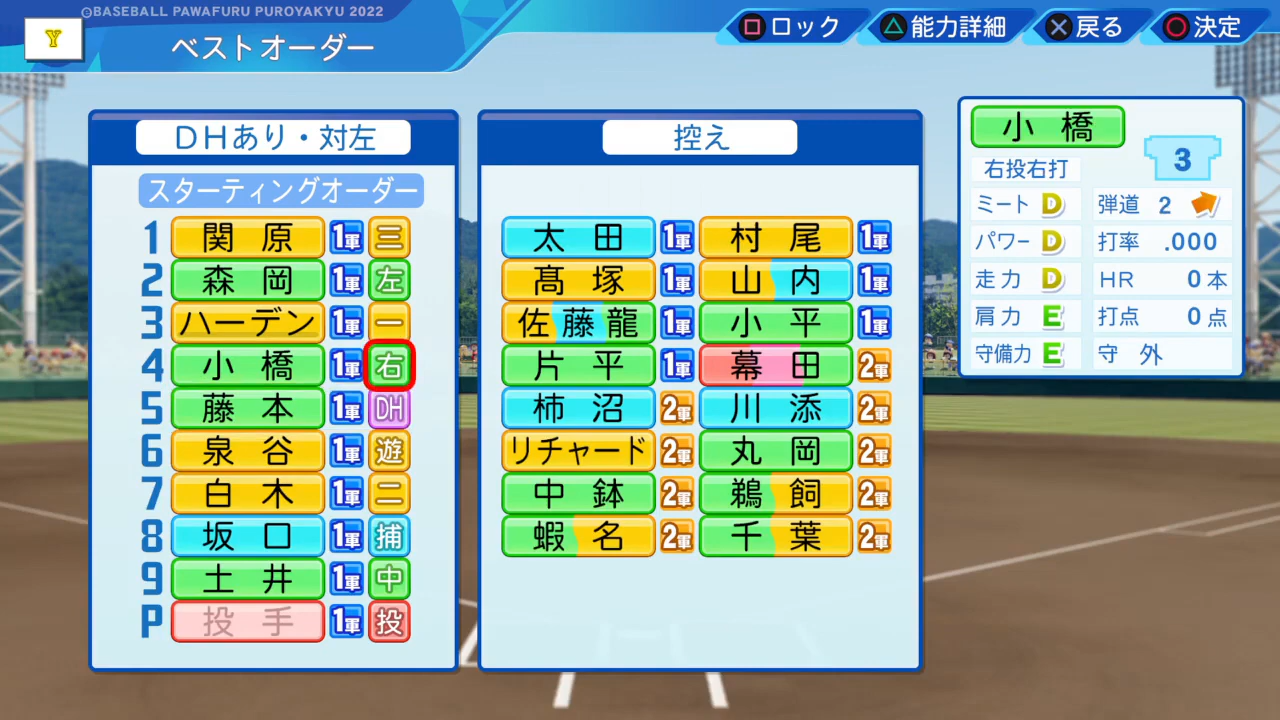 ©BASEBALL PAWAFURU PUROYAKYU 2022
Y
ベストオーダー
□ロック
△能力詳細
×戻る
○決定
DHあり・対左
スターティングオーダー
1 関原 1軍 三
2 森岡 1軍 左
3 ハーデン 1軍 一
4 小橋 1軍 右
5 藤本 1軍 DH
6 泉谷 1軍 遊
7 白木 1軍 二
8 坂口 1軍 捕
9 土井 1軍 中
P 投手 1軍 投
控え
太田 1軍 村尾 1軍
髙塚 1軍 山内 1軍
佐藤龍 1軍 小平 1軍
片平 1軍 幕田 2軍
柿沼 2軍 川添 2軍
リチャード 2軍 丸岡 2軍
中鉢 2軍 鵜飼 2軍
蝦名 2軍 千葉 2軍
小橋
3
右投右打
ミート D 弾道 2
パワー D 打率 .000
走力 D HR 0本
肩力 E 打点 0点
守備力 E 守 外